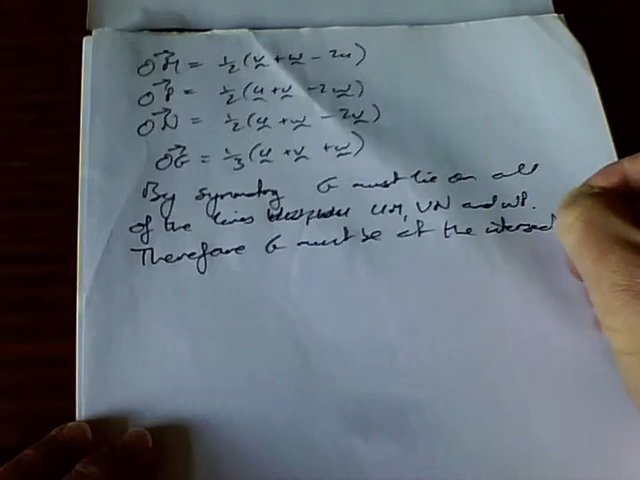 OM = ½(v + w - 2u)
OP = ½(u + v - 2w)
ON = ½(u + w - 2v)
OG = ⅓(u + v + w)
By symmetry G must lie on all
of the lines UM, VN and WP.
Therefore G must be at the intersect